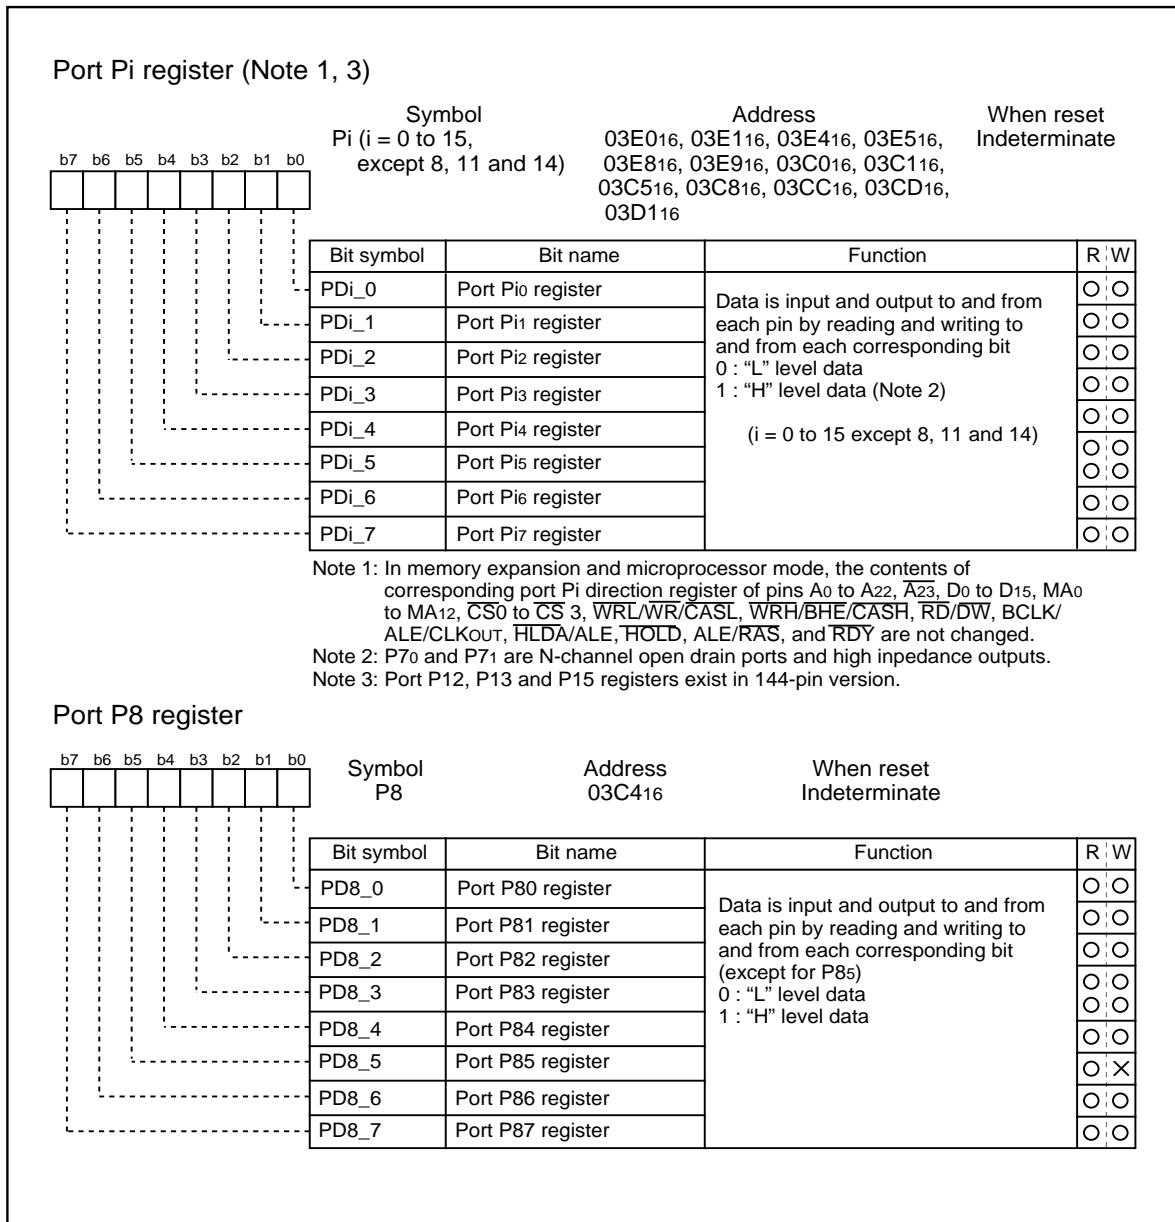 Port Pi register (Note 1, 3)
Symbol Address When reset
Pi (i = 0 to 15, 03E016, 03E116, 03E416, 03E516, Indeterminate
except 8, 11 and 14) 03E816, 03E916, 03C016, 03C116,
03C516, 03C816, 03CC16, 03CD16,
03D116
b7 b6 b5 b4 b3 b2 b1 b0
Bit symbol Bit name Function R W
PDi_0 Port Pi0 register
PDi_1 Port Pi1 register
PDi_2 Port Pi2 register
PDi_3 Port Pi3 register
PDi_4 Port Pi4 register
PDi_5 Port Pi5 register
PDi_6 Port Pi6 register
PDi_7 Port Pi7 register
Data is input and output to and from
each pin by reading and writing to
and from each corresponding bit
0 : “L” level data
1 : “H” level data (Note 2)
(i = 0 to 15 except 8, 11 and 14)
Note 1: In memory expansion and microprocessor mode, the contents of
corresponding port Pi direction register of pins A0 to A22, A23, D0 to D15, MA0
to MA12, CS0 to CS 3, WRL/WR/CASL, WRH/BHE/CASH, RD/DW, BCLK/
ALE/CLKOUT, HLDA/ALE, HOLD, ALE/RAS, and RDY are not changed.
Note 2: P70 and P71 are N-channel open drain ports and high inpedance outputs.
Note 3: Port P12, P13 and P15 registers exist in 144-pin version.
Port P8 register
b7 b6 b5 b4 b3 b2 b1 b0
Symbol Address When reset
P8 03C416 Indeterminate
Bit symbol Bit name Function R W
PD8_0 Port P80 register
PD8_1 Port P81 register
PD8_2 Port P82 register
PD8_3 Port P83 register
PD8_4 Port P84 register
PD8_5 Port P85 register
PD8_6 Port P86 register
PD8_7 Port P87 register
Data is input and output to and from
each pin by reading and writing to
and from each corresponding bit
(except for P85)
0 : “L” level data
1 : “H” level data